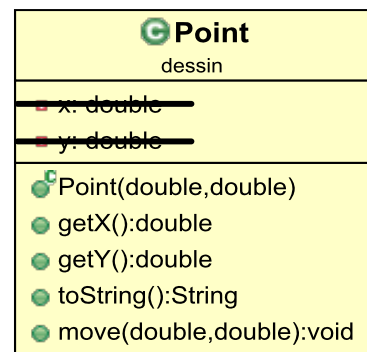 C Point
dessin
x: double
y: double
C Point(double,double)
getX():double
getY():double
toString():String
move(double,double):void